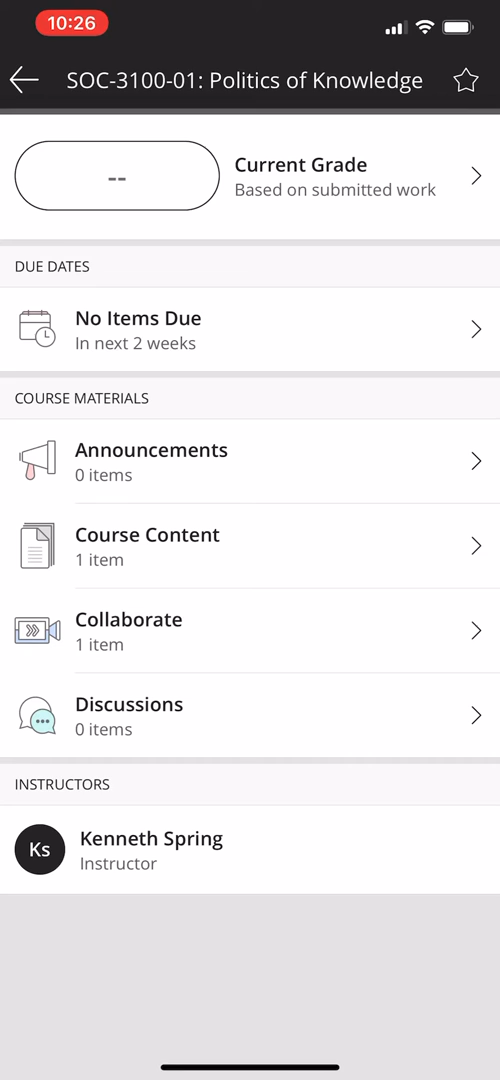 10:26
SOC-3100-01: Politics of Knowledge
--
Current Grade
Based on submitted work
DUE DATES
No Items Due
In next 2 weeks
COURSE MATERIALS
Announcements
0 items
Course Content
1 item
Collaborate
1 item
Discussions
0 items
INSTRUCTORS
Ks
Kenneth Spring
Instructor